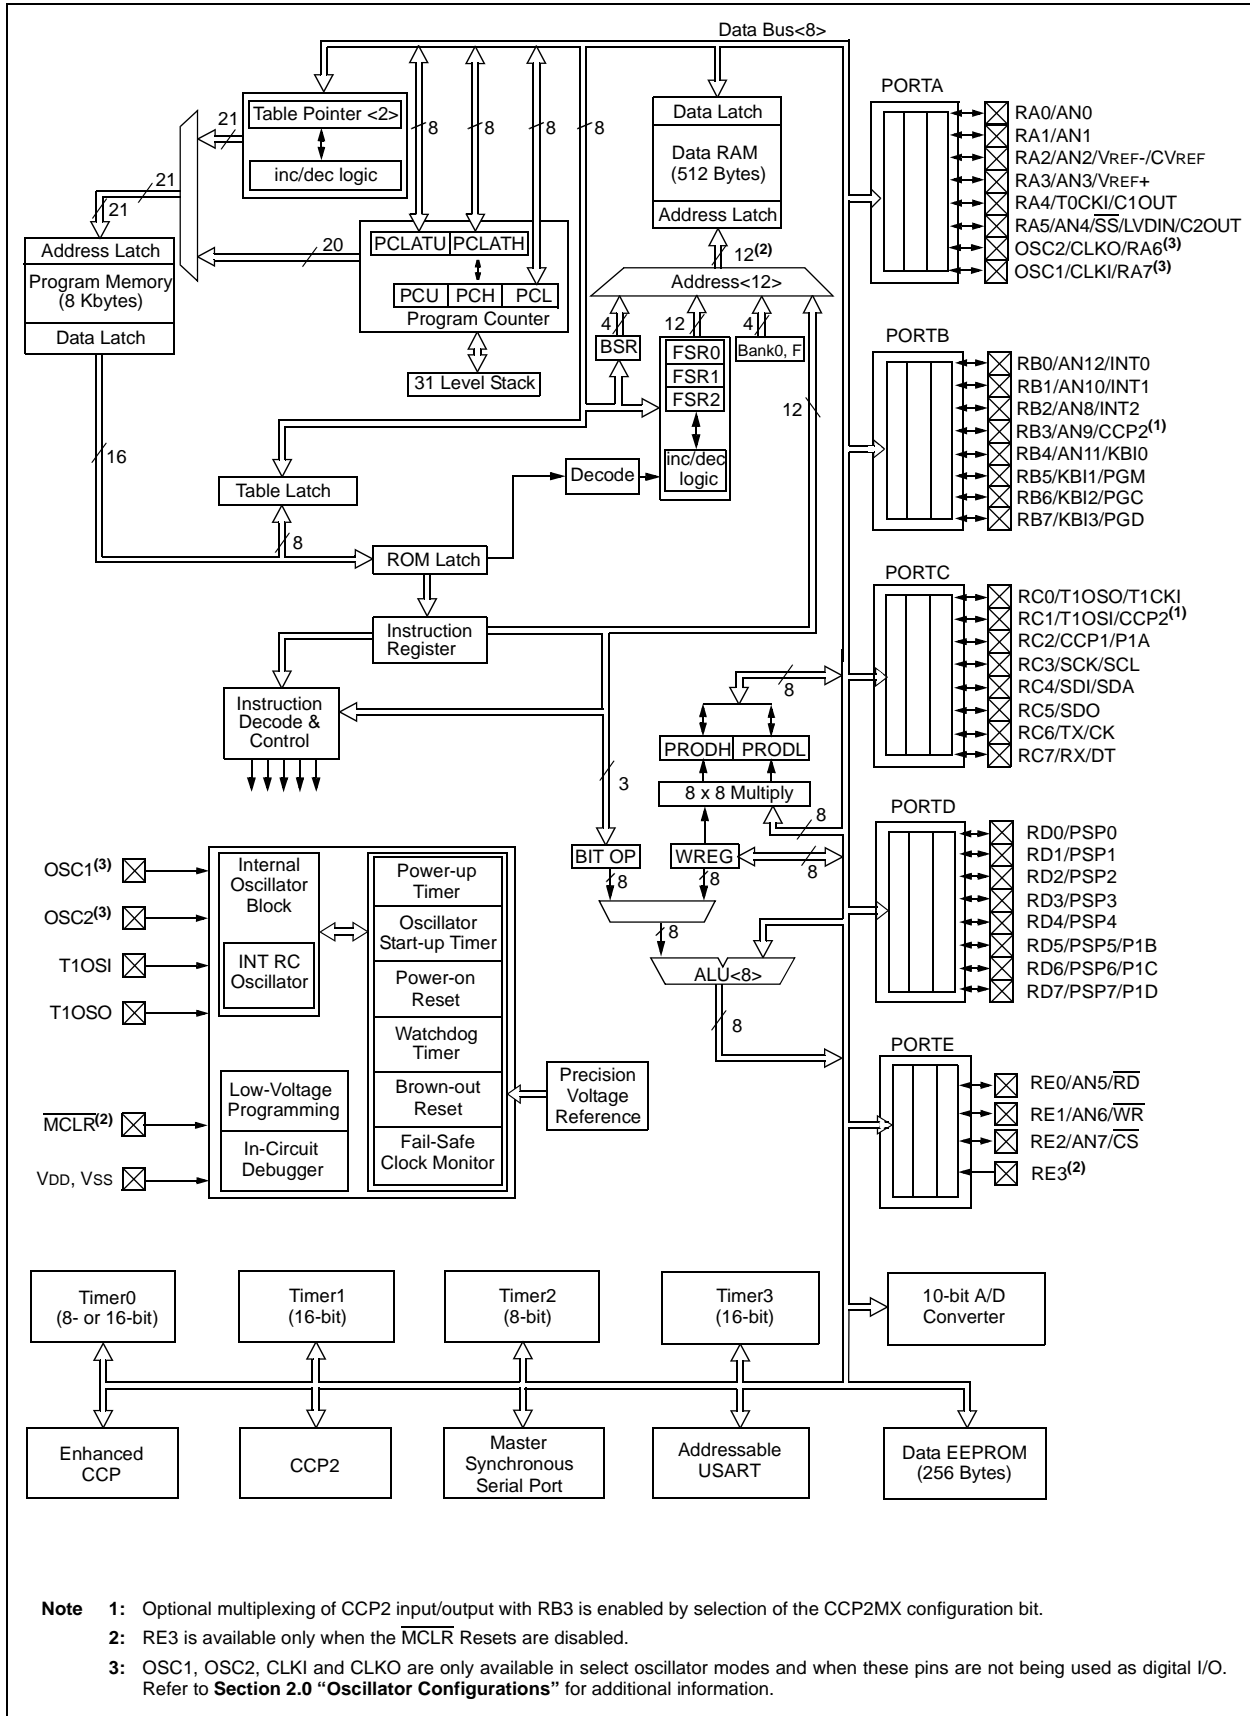 Data Bus<8>
Table Pointer <2>
inc/dec logic
21
8
8
8
8
21
21
20
Address Latch
Program Memory
(8 Kbytes)
Data Latch
PCLATU
PCLATH
PCU
PCH
PCL
Program Counter
31 Level Stack
Data Latch
Data RAM
(512 Bytes)
Address Latch
12(2)
Address<12>
4
12
4
BSR
FSR0
FSR1
FSR2
inc/dec
logic
Bank0, F
12
16
Table Latch
8
Decode
ROM Latch
Instruction
Register
Instruction
Decode &
Control
8
PRODH
PRODL
3
8 x 8 Multiply
8
BIT OP
WREG
8
8
8
8
ALU<8>
8
PORTA
RA0/AN0
RA1/AN1
RA2/AN2/VREF-/CVREF
RA3/AN3/VREF+
RA4/T0CKI/C1OUT
RA5/AN4/SS/LVDIN/C2OUT
OSC2/CLKO/RA6(3)
OSC1/CLKI/RA7(3)
PORTB
RB0/AN12/INT0
RB1/AN10/INT1
RB2/AN8/INT2
RB3/AN9/CCP2(1)
RB4/AN11/KBI0
RB5/KBI1/PGM
RB6/KBI2/PGC
RB7/KBI3/PGD
PORTC
RC0/T1OSO/T1CKI
RC1/T1OSI/CCP2(1)
RC2/CCP1/P1A
RC3/SCK/SCL
RC4/SDI/SDA
RC5/SDO
RC6/TX/CK
RC7/RX/DT
PORTD
RD0/PSP0
RD1/PSP1
RD2/PSP2
RD3/PSP3
RD4/PSP4
RD5/PSP5/P1B
RD6/PSP6/P1C
RD7/PSP7/P1D
PORTE
RE0/AN5/RD
RE1/AN6/WR
RE2/AN7/CS
RE3(2)
OSC1(3)
OSC2(3)
T1OSI
T1OSO
MCLR(2)
VDD, VSS
Internal
Oscillator
Block
INT RC
Oscillator
Low-Voltage
Programming
In-Circuit
Debugger
Power-up
Timer
Oscillator
Start-up Timer
Power-on
Reset
Watchdog
Timer
Brown-out
Reset
Fail-Safe
Clock Monitor
Precision
Voltage
Reference
Timer0
(8- or 16-bit)
Timer1
(16-bit)
Timer2
(8-bit)
Timer3
(16-bit)
10-bit A/D
Converter
Enhanced
CCP
CCP2
Master
Synchronous
Serial Port
Addressable
USART
Data EEPROM
(256 Bytes)
Note 1: Optional multiplexing of CCP2 input/output with RB3 is enabled by selection of the CCP2MX configuration bit.
2: RE3 is available only when the MCLR Resets are disabled.
3: OSC1, OSC2, CLKI and CLKO are only available in select oscillator modes and when these pins are not being used as digital I/O.
Refer to Section 2.0 “Oscillator Configurations” for additional information.